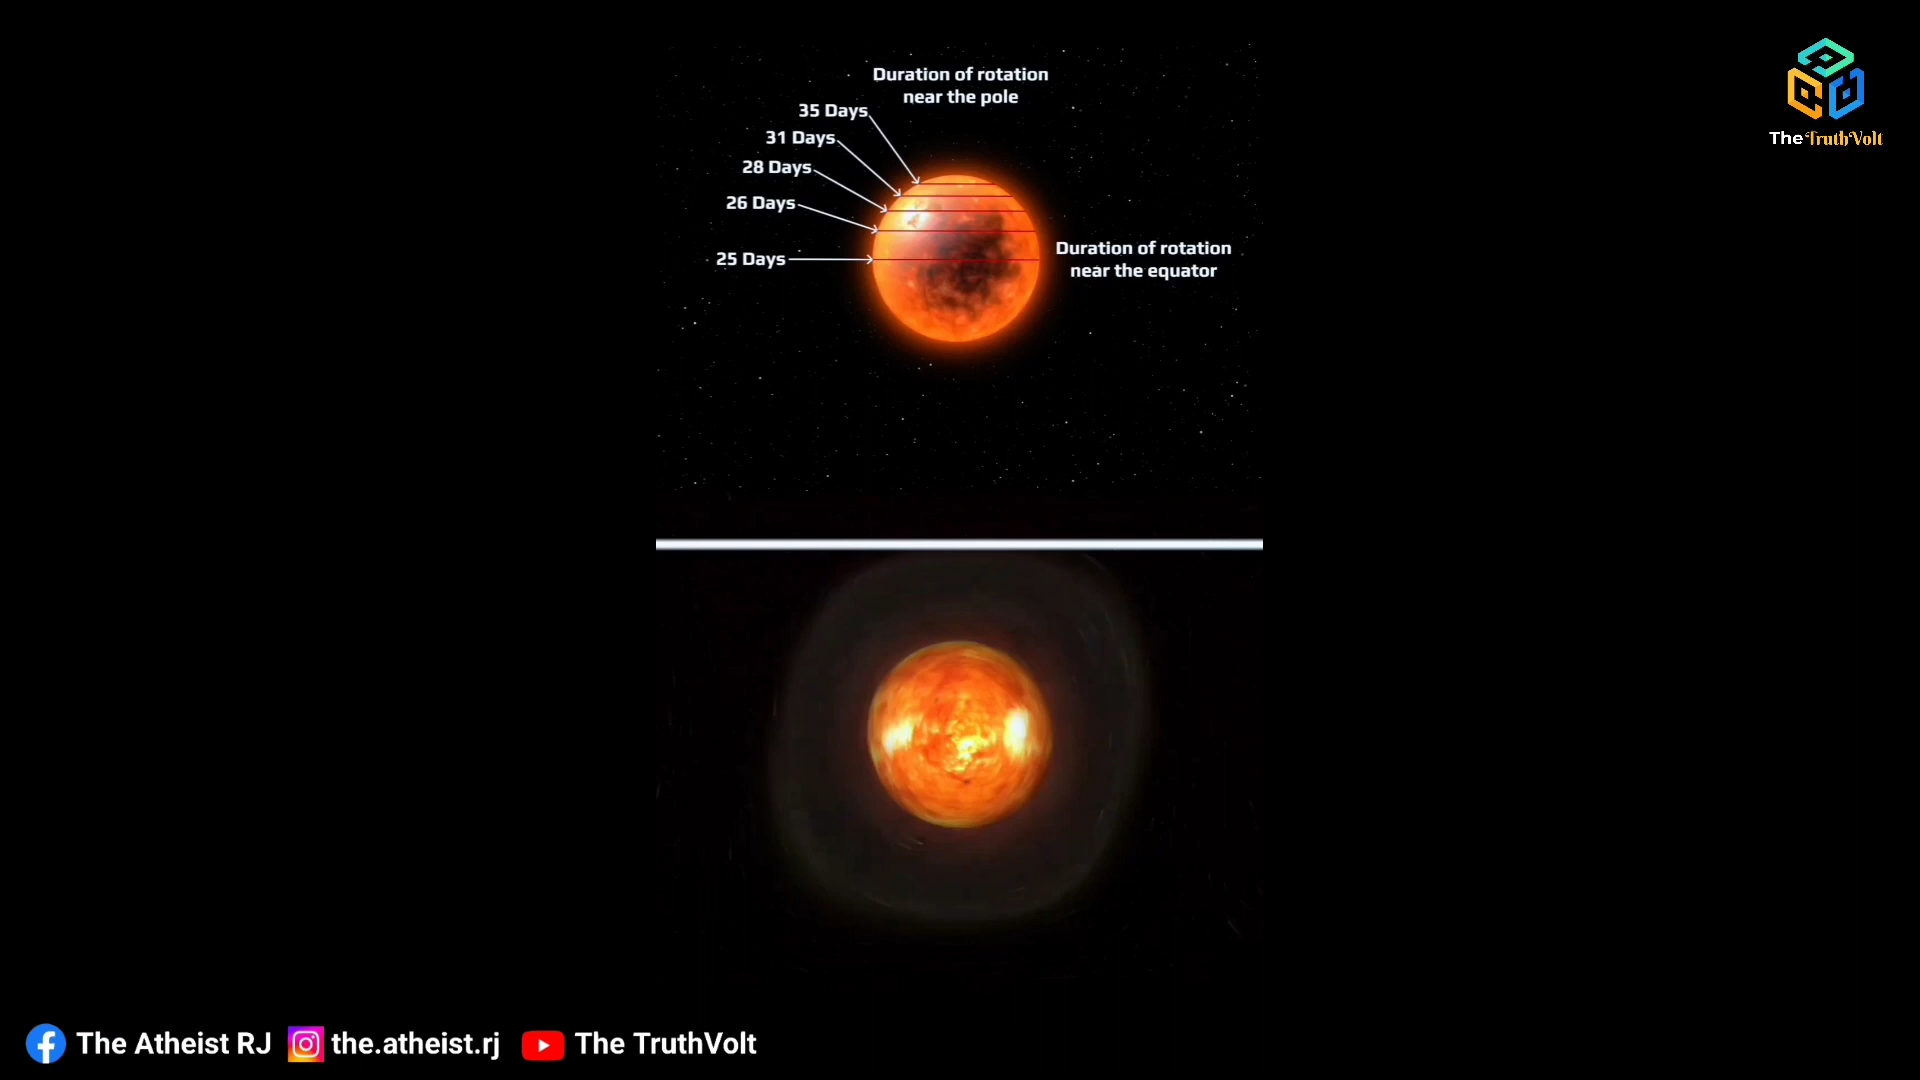 Duration of rotation
near the pole
35 Days
31 Days
28 Days
26 Days
25 Days
Duration of rotation
near the equator
The TruthVolt
The Atheist RJ
the.atheist.rj
The TruthVolt